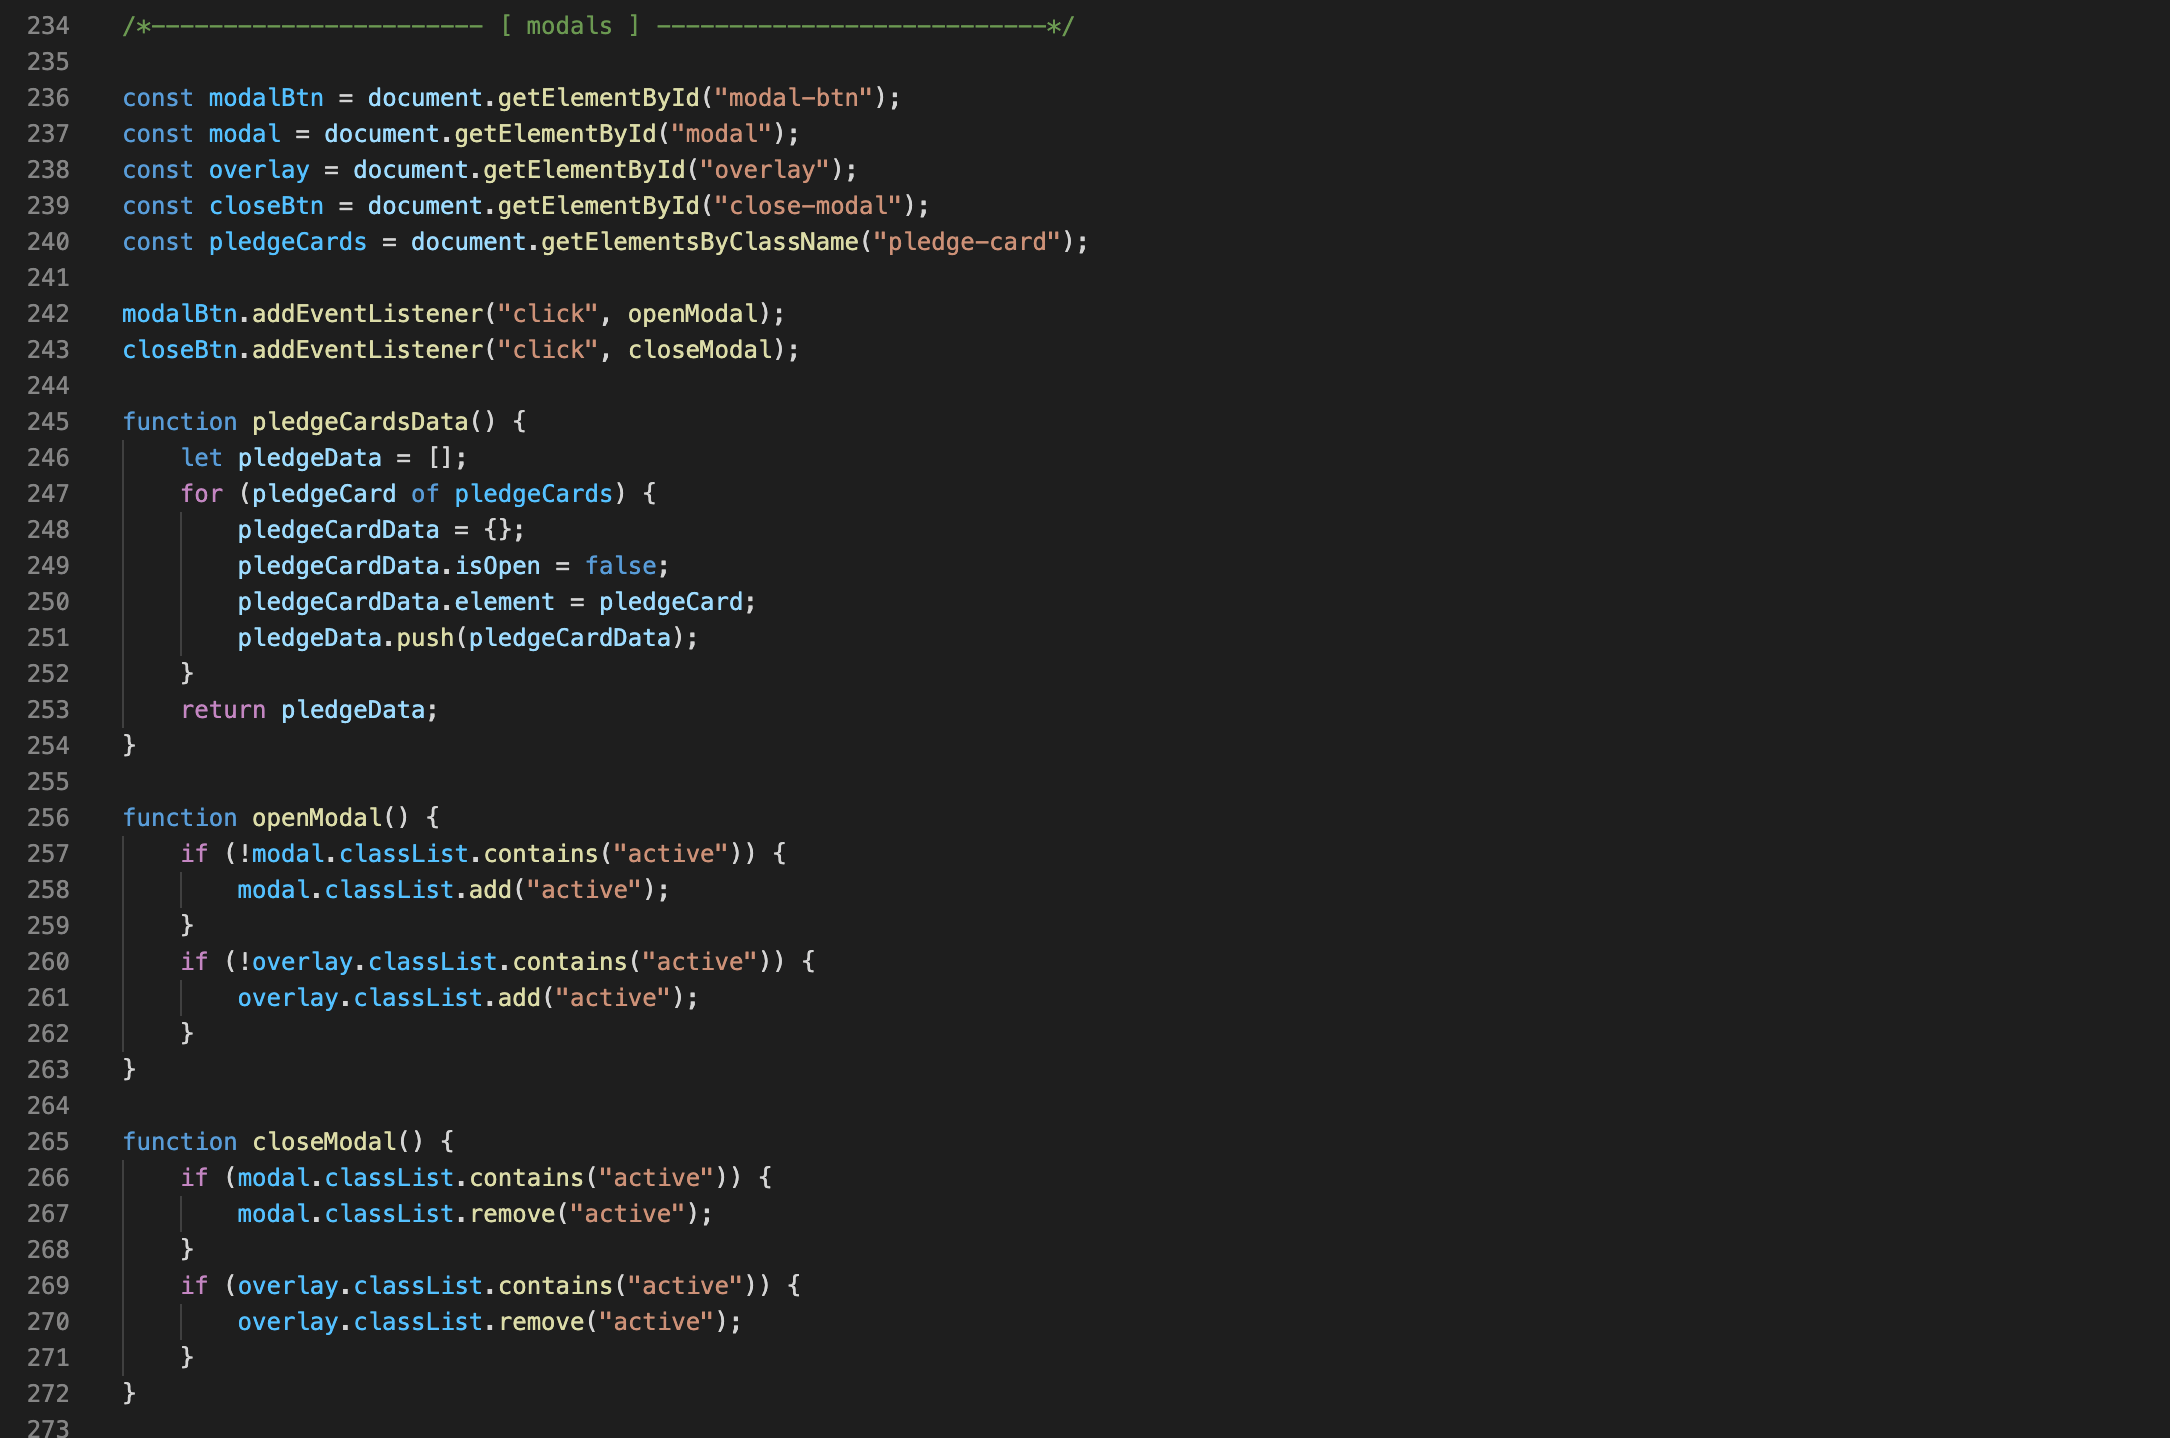 234 /*----------------------- [ modals ] ---------------------------*/
235
236 const modalBtn = document.getElementById("modal-btn");
237 const modal = document.getElementById("modal");
238 const overlay = document.getElementById("overlay");
239 const closeBtn = document.getElementById("close-modal");
240 const pledgeCards = document.getElementsByClassName("pledge-card");
241
242 modalBtn.addEventListener("click", openModal);
243 closeBtn.addEventListener("click", closeModal);
244
245 function pledgeCardsData() {
246     let pledgeData = [];
247     for (pledgeCard of pledgeCards) {
248         pledgeCardData = {};
249         pledgeCardData.isOpen = false;
250         pledgeCardData.element = pledgeCard;
251         pledgeData.push(pledgeCardData);
252     }
253     return pledgeData;
254 }
255
256 function openModal() {
257     if (!modal.classList.contains("active")) {
258         modal.classList.add("active");
259     }
260     if (!overlay.classList.contains("active")) {
261         overlay.classList.add("active");
262     }
263 }
264
265 function closeModal() {
266     if (modal.classList.contains("active")) {
267         modal.classList.remove("active");
268     }
269     if (overlay.classList.contains("active")) {
270         overlay.classList.remove("active");
271     }
272 }
273